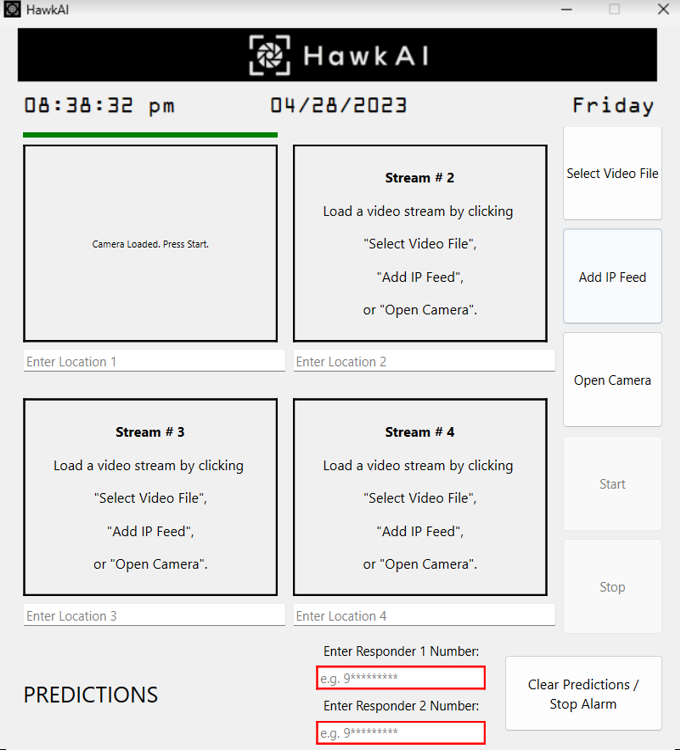 HawkAI
HawkAI
08:38:32 pm 04/28/2023 Friday
Camera Loaded. Press Start.
Stream # 2
Load a video stream by clicking
"Select Video File",
"Add IP Feed",
or "Open Camera".
Select Video File
Add IP Feed
Enter Location 1
Enter Location 2
Open Camera
Stream # 3
Load a video stream by clicking
"Select Video File",
"Add IP Feed",
or "Open Camera".
Stream # 4
Load a video stream by clicking
"Select Video File",
"Add IP Feed",
or "Open Camera".
Start
Stop
Enter Location 3
Enter Location 4
PREDICTIONS
Enter Responder 1 Number:
e.g. 9*********
Enter Responder 2 Number:
e.g. 9*********
Clear Predictions /
Stop Alarm